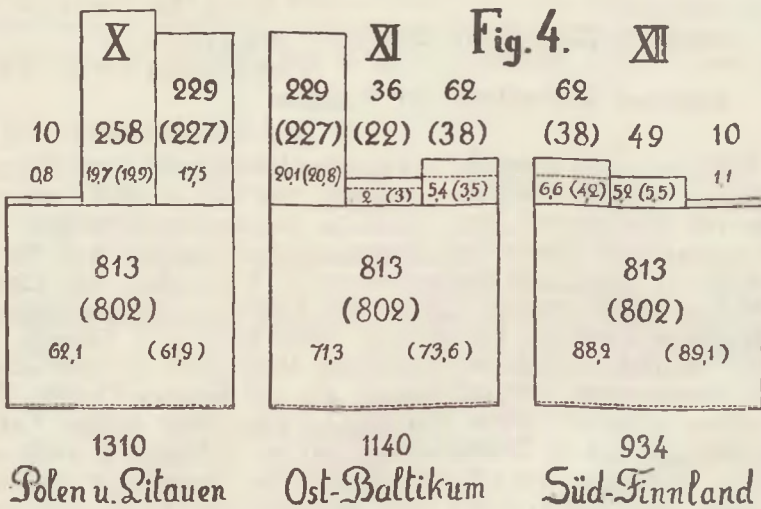 X XI Fig. 4. XII
229 229 36 62 62
10 258 (227) (227) (22) (38) (38) 49 10
0,8 19,7 (19,9) 17,5 20,1 (20,8) 2 (3) 5,4 (3,5) 6,6 (4,2) 5,2 (5,5) 1,1
813 813 813
(802) (802) (802)
62,1 (61,9) 71,3 (73,6) 88,2 (89,1)
1310 1140 934
Polen u. Litauen Ost-Baltikum Süd-Finnland